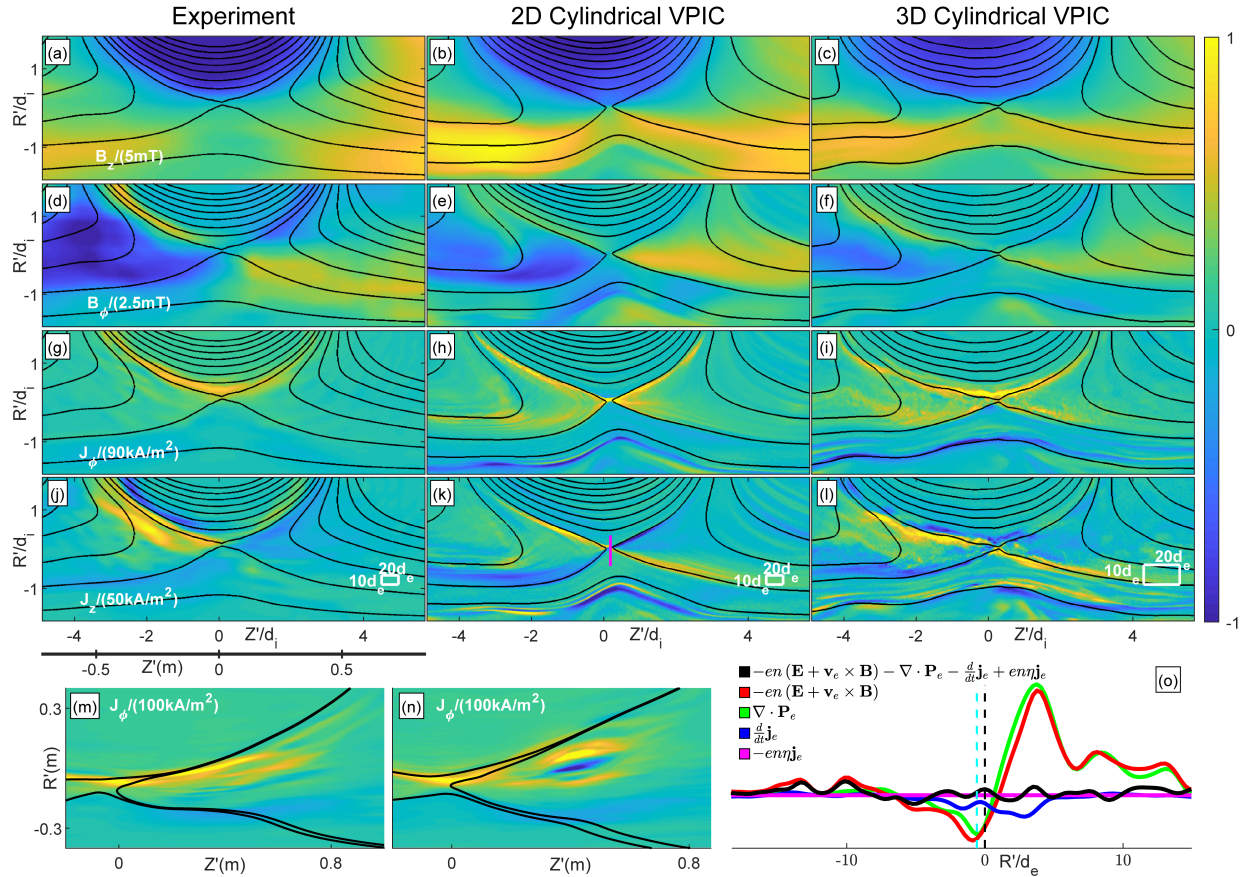 Experiment 2D Cylindrical VPIC 3D Cylindrical VPIC
(a) (b) (c) 1
1
R'/d_i
-1
B_z/(5mT)
(d) (e) (f)
1
R'/d_i
-1
B_ϕ/(2.5mT)
(g) (h) (i)
1
R'/d_i
-1
J_ϕ/(90kA/m²)
(j) (k) (l)
1
R'/d_i
-1
20d_e 20d_e 20d_e
10d_e 10d_e 10d_e
J_z/(50kA/m²)
-1
-4 -2 0 Z'/d_i 4 -4 -2 0 Z'/d_i 4 -4 -2 0 Z'/d_i 4
-0.5 Z'(m) 0.5
(m) J_ϕ/(100kA/m²) (n) J_ϕ/(100kA/m²)
0.3
R'(m)
-0.3
0 Z'(m) 0.8 0 Z'(m) 0.8
−en (E + v_e × B) − ∇ · P_e − d/dt j_e + enηj_e (o)
−en (E + v_e × B)
∇ · P_e
d/dt j_e
−enηj_e
-10 0 R'/d_e 10